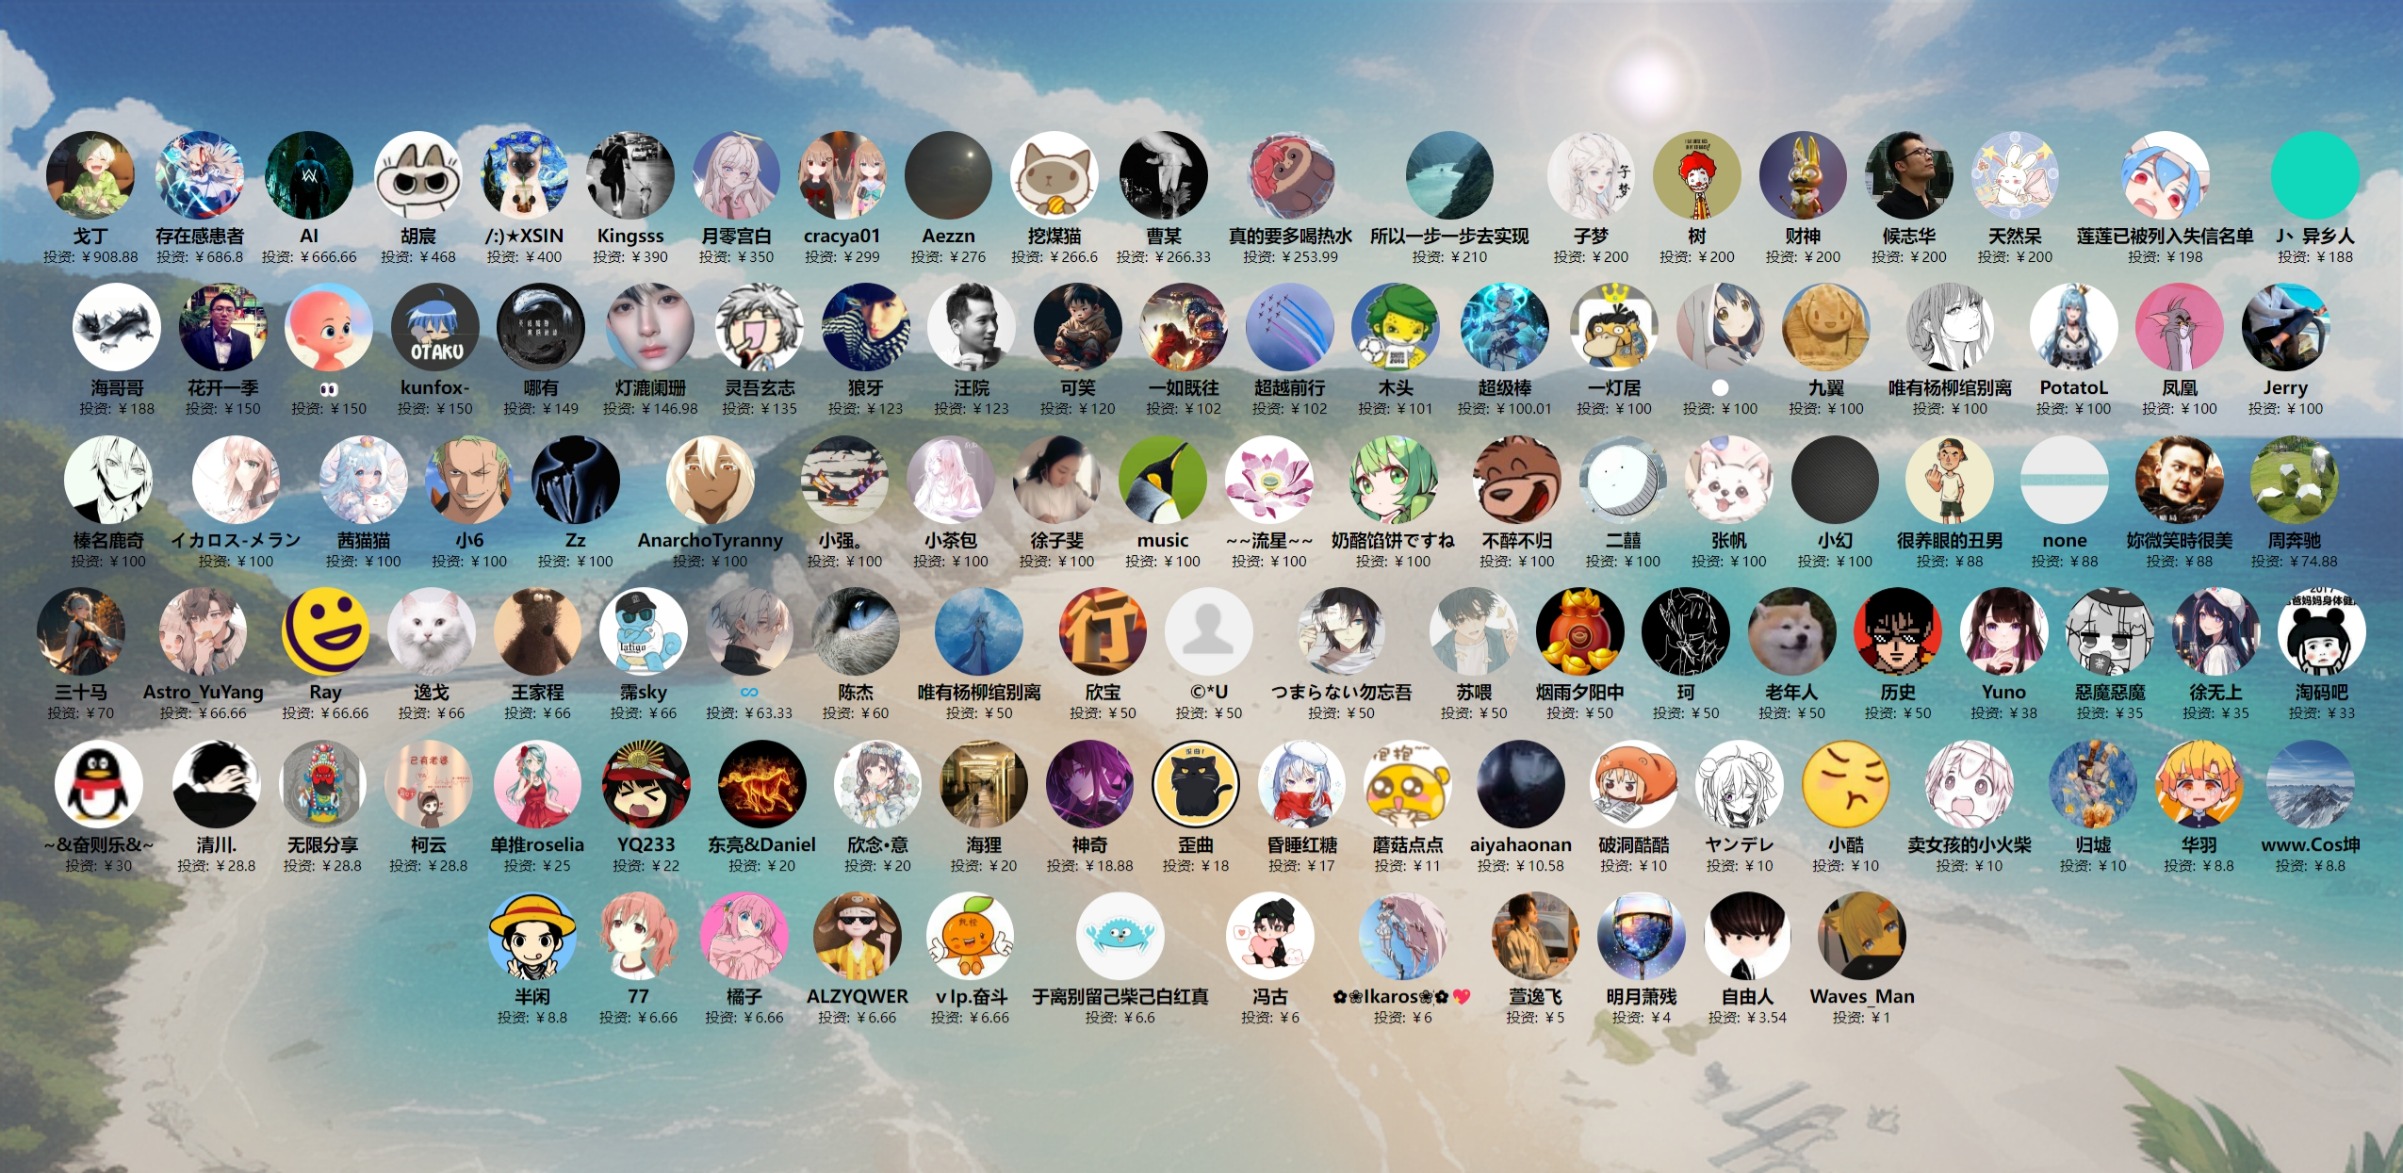 戈丁 存在感患者 AI 胡宸 /:)★XSIN Kingsss 月零宫白 cracya01 Aezzn 挖煤猫 曹某 真的要多喝热水 所以一步一步去实现 子梦 树 财神 候志华 天然呆 莲莲已被列入失信名单 J丶异乡人
投资: ¥908.88 投资: ¥686.8 投资: ¥666.66 投资: ¥468 投资: ¥400 投资: ¥390 投资: ¥350 投资: ¥299 投资: ¥276 投资: ¥266.6 投资: ¥266.33 投资: ¥253.99 投资: ¥210 投资: ¥200 投资: ¥200 投资: ¥200 投资: ¥200 投资: ¥200 投资: ¥198 投资: ¥188
OTAKU
海哥哥 花开一季 👀 kunfox- 哪有 灯漉阑珊 灵吾玄志 狼牙 汪院 可笑 一如既往 超越前行 木头 超级棒 一灯居 ⚪ 九翼 唯有杨柳绾别离 PotatoL 凤凰 Jerry
投资: ¥188 投资: ¥150 投资: ¥150 投资: ¥150 投资: ¥149 投资: ¥146.98 投资: ¥135 投资: ¥123 投资: ¥123 投资: ¥120 投资: ¥102 投资: ¥102 投资: ¥101 投资: ¥100.01 投资: ¥100 投资: ¥100 投资: ¥100 投资: ¥100 投资: ¥100 投资: ¥100 投资: ¥100
榛名鹿奇 イカロス-メラン 茜猫猫 小6 Zz AnarchoTyranny 小强。 小茶包 徐子斐 music ~~流星~~ 奶酪馅饼ですね 不醉不归 二囍 张帆 小幻 很养眼的丑男 none 妳微笑時很美 周奔驰
投资: ¥100 投资: ¥100 投资: ¥100 投资: ¥100 投资: ¥100 投资: ¥100 投资: ¥100 投资: ¥100 投资: ¥100 投资: ¥100 投资: ¥100 投资: ¥100 投资: ¥100 投资: ¥100 投资: ¥100 投资: ¥100 投资: ¥88 投资: ¥88 投资: ¥88 投资: ¥74.88
行
三十马 Astro_YuYang Ray 逸戈 王家程 霈sky ∞ 陈杰 唯有杨柳绾别离 欣宝 ©*U つまらない勿忘吾 苏喂 烟雨夕阳中 珂 老年人 历史 Yuno 惡魔惡魔 徐无上 淘码吧
投资: ¥70 投资: ¥66.66 投资: ¥66.66 投资: ¥66 投资: ¥66 投资: ¥66 投资: ¥63.33 投资: ¥60 投资: ¥50 投资: ¥50 投资: ¥50 投资: ¥50 投资: ¥50 投资: ¥50 投资: ¥50 投资: ¥50 投资: ¥50 投资: ¥38 投资: ¥35 投资: ¥35 投资: ¥33
~&奋则乐&~ 清川. 无限分享 柯云 单推roselia YQ233 东亮&Daniel 欣念•意 海狸 神奇 歪曲 昏睡红糖 蘑菇点点 aiyahaonan 破洞酷酷 ヤンデレ 小酷 卖女孩的小火柴 归墟 华羽 www.Cos坤
投资: ¥30 投资: ¥28.8 投资: ¥28.8 投资: ¥28.8 投资: ¥25 投资: ¥22 投资: ¥20 投资: ¥20 投资: ¥20 投资: ¥18.88 投资: ¥18 投资: ¥17 投资: ¥11 投资: ¥10.58 投资: ¥10 投资: ¥10 投资: ¥10 投资: ¥10 投资: ¥10 投资: ¥8.8 投资: ¥8.8
半闲 77 橘子 ALZYQWER v Ip.奋斗 于离别留己柴己白红真 冯古 ✿❀Ikaros❀✿💖 萱逸飞 明月萧残 自由人 Waves_Man
投资: ¥8.8 投资: ¥6.66 投资: ¥6.66 投资: ¥6.66 投资: ¥6.66 投资: ¥6.6 投资: ¥6 投资: ¥6 投资: ¥5 投资: ¥4 投资: ¥3.54 投资: ¥1